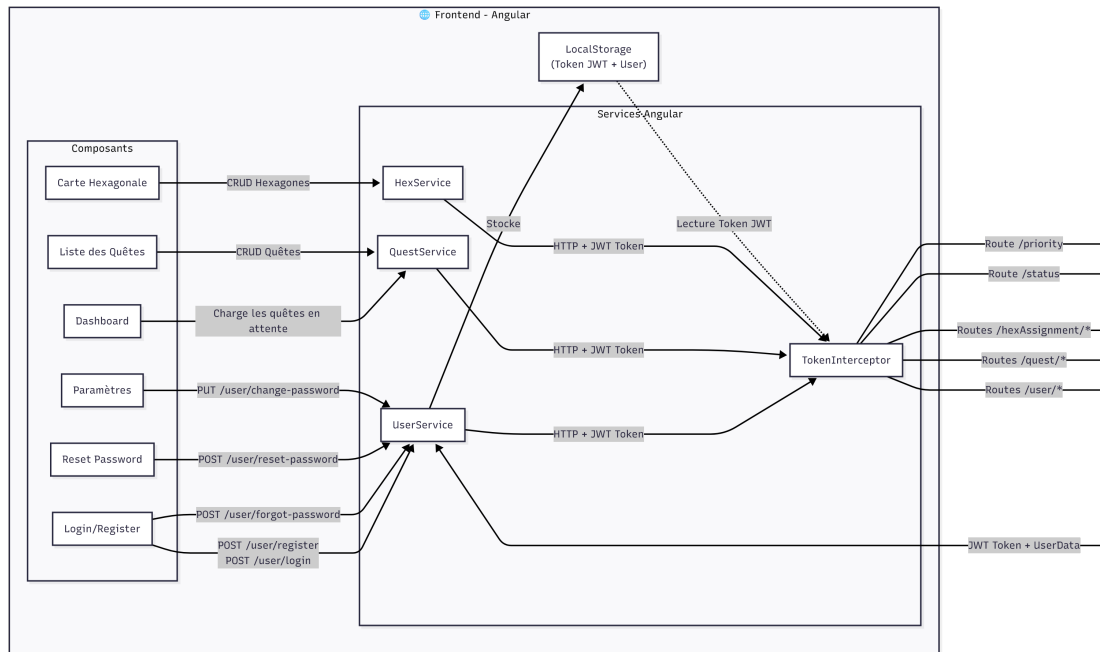 🌐 Frontend - Angular
LocalStorage
(Token JWT + User)
Services Angular
Composants
Carte Hexagonale
CRUD Hexagones
HexService
Stocke
Lecture Token JWT
Liste des Quêtes
CRUD Quêtes
QuestService
HTTP + JWT Token
Route /priority
Route /status
Dashboard
Charge les quêtes en
attente
HTTP + JWT Token
TokenInterceptor
Routes /hexAssignment/*
Routes /quest/*
Routes /user/*
Paramètres
PUT /user/change-password
UserService
HTTP + JWT Token
Reset Password
POST /user/reset-password
Login/Register
POST /user/forgot-password
POST /user/register
POST /user/login
JWT Token + UserData